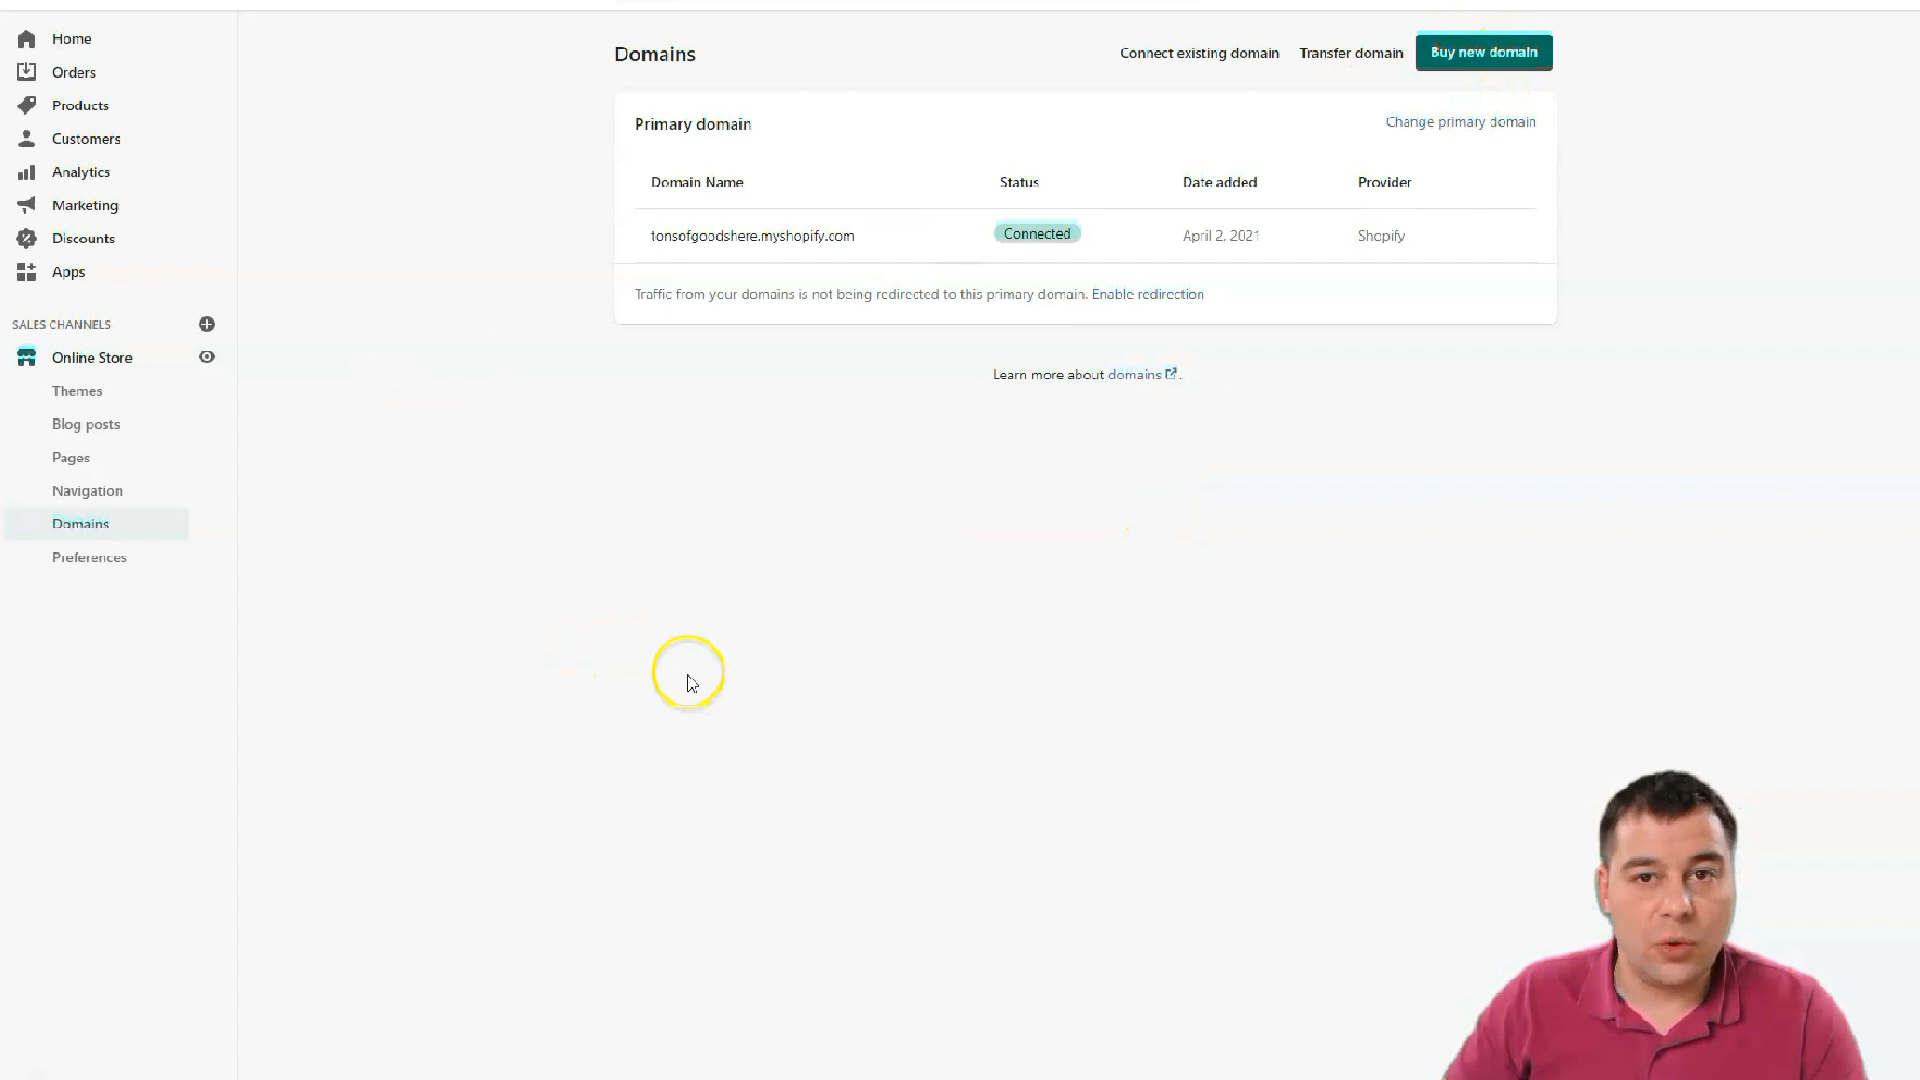 Home
Orders
Products
Customers
Analytics
Marketing
Discounts
Apps
SALES CHANNELS
Online Store
Themes
Blog posts
Pages
Navigation
Domains
Preferences
Domains
Connect existing domain Transfer domain Buy new domain
Primary domain Change primary domain
Domain Name Status Date added Provider
tonsofgoodshere.myshopify.com Connected April 2, 2021 Shopify
Traffic from your domains is not being redirected to this primary domain. Enable redirection
Learn more about domains.